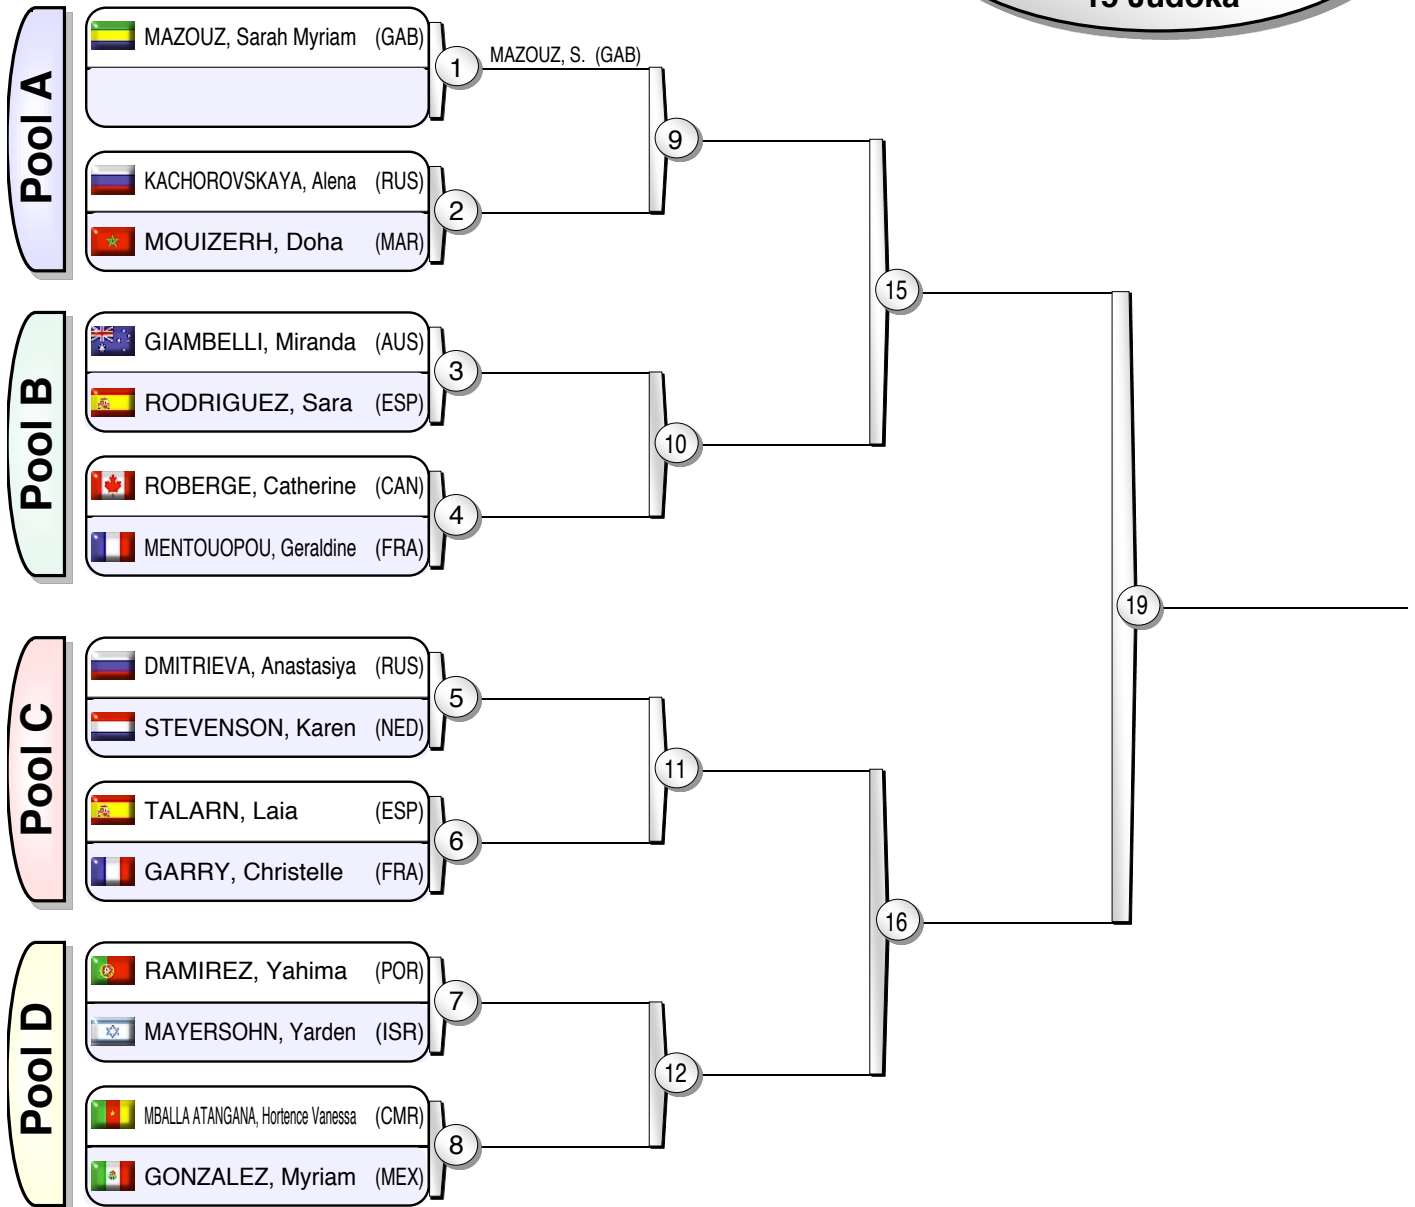 15 Judoka
Pool A
MAZOUZ, Sarah Myriam (GAB)
1
MAZOUZ, S. (GAB)
9
KACHOROVSKAYA, Alena (RUS)
2
MOUIZERH, Doha (MAR)
15
Pool B
GIAMBELLI, Miranda (AUS)
3
RODRIGUEZ, Sara (ESP)
10
ROBERGE, Catherine (CAN)
4
MENTOUOPOU, Geraldine (FRA)
19
Pool C
DMITRIEVA, Anastasiya (RUS)
5
STEVENSON, Karen (NED)
11
TALARN, Laia (ESP)
6
GARRY, Christelle (FRA)
16
Pool D
RAMIREZ, Yahima (POR)
7
MAYERSOHN, Yarden (ISR)
12
MBALLA ATANGANA, Hortence Vanessa (CMR)
8
GONZALEZ, Myriam (MEX)